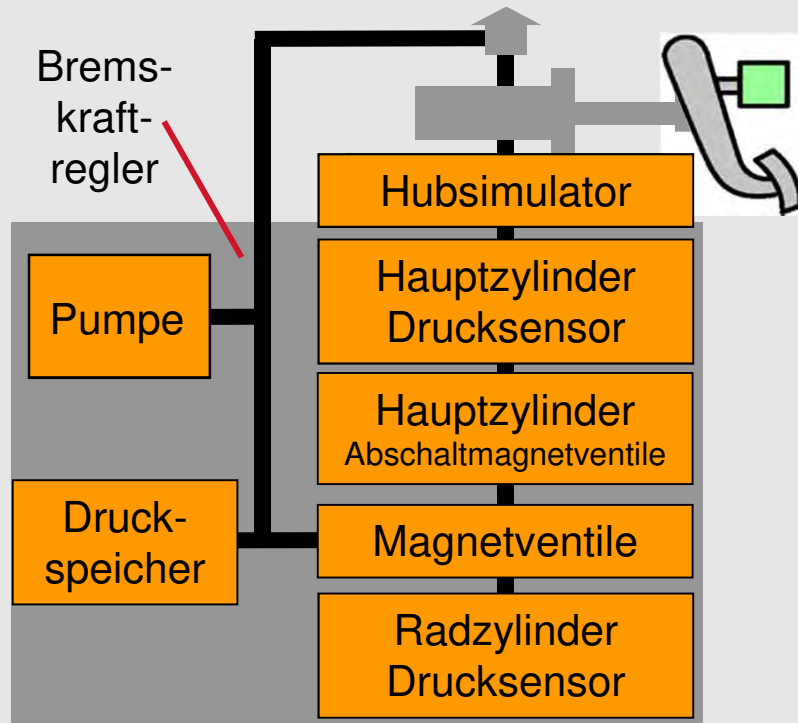 Brems-
kraft-
regler
Hubsimulator
Hauptzylinder
Drucksensor
Pumpe
Hauptzylinder
Abschaltmagnetventile
Druck-
speicher
Magnetventile
Radzylinder
Drucksensor